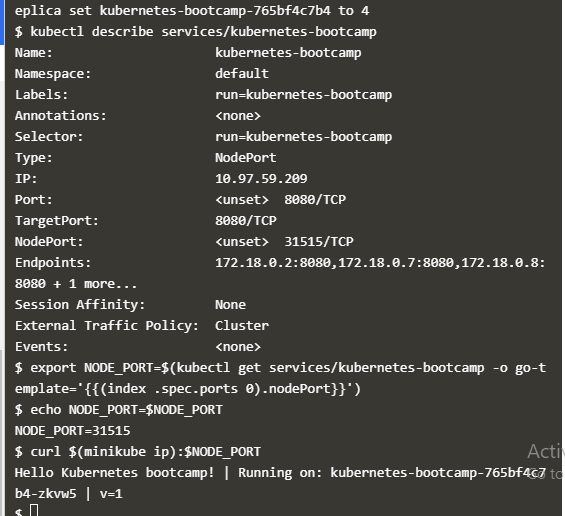 eplica set kubernetes-bootcamp-765bf4c7b4 to 4
$ kubectl describe services/kubernetes-bootcamp
Name:                     kubernetes-bootcamp
Namespace:                default
Labels:                   run=kubernetes-bootcamp
Annotations:              <none>
Selector:                 run=kubernetes-bootcamp
Type:                     NodePort
IP:                       10.97.59.209
Port:                     <unset>  8080/TCP
TargetPort:               8080/TCP
NodePort:                 <unset>  31515/TCP
Endpoints:                172.18.0.2:8080,172.18.0.7:8080,172.18.0.8:
8080 + 1 more...
Session Affinity:         None
External Traffic Policy:  Cluster
Events:                   <none>
$ export NODE_PORT=$(kubectl get services/kubernetes-bootcamp -o go-t
emplate='{{(index .spec.ports 0).nodePort}}')
$ echo NODE_PORT=$NODE_PORT
NODE_PORT=31515
$ curl $(minikube ip):$NODE_PORT
Activ
Hello Kubernetes bootcamp! | Running on: kubernetes-bootcamp-765bf4c7
Go to
b4-zkvw5 | v=1
$